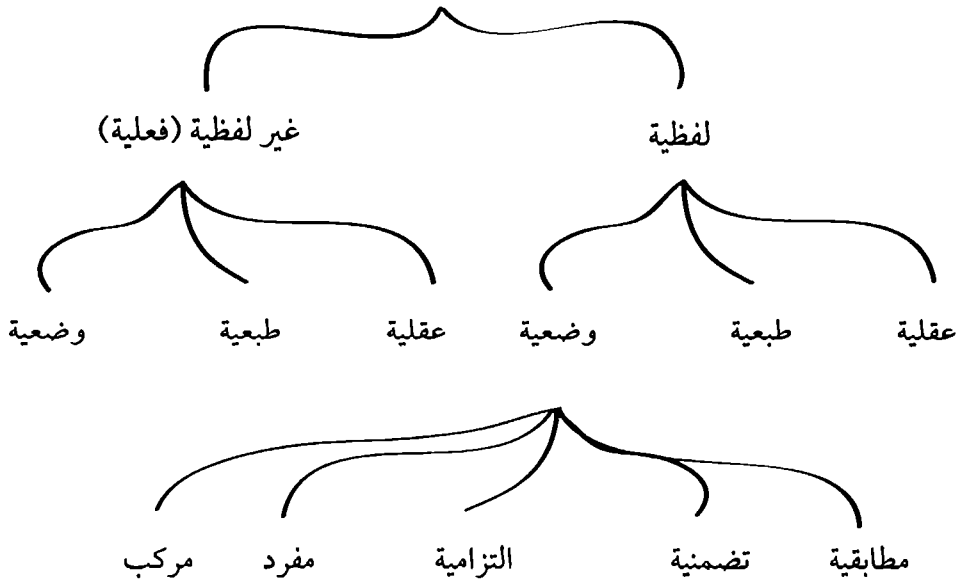 لفظية غير لفظية (فعلية)
عقلية طبعية وضعية عقلية طبعية وضعية
مطابقية تضمنية التزامية مفرد مركب